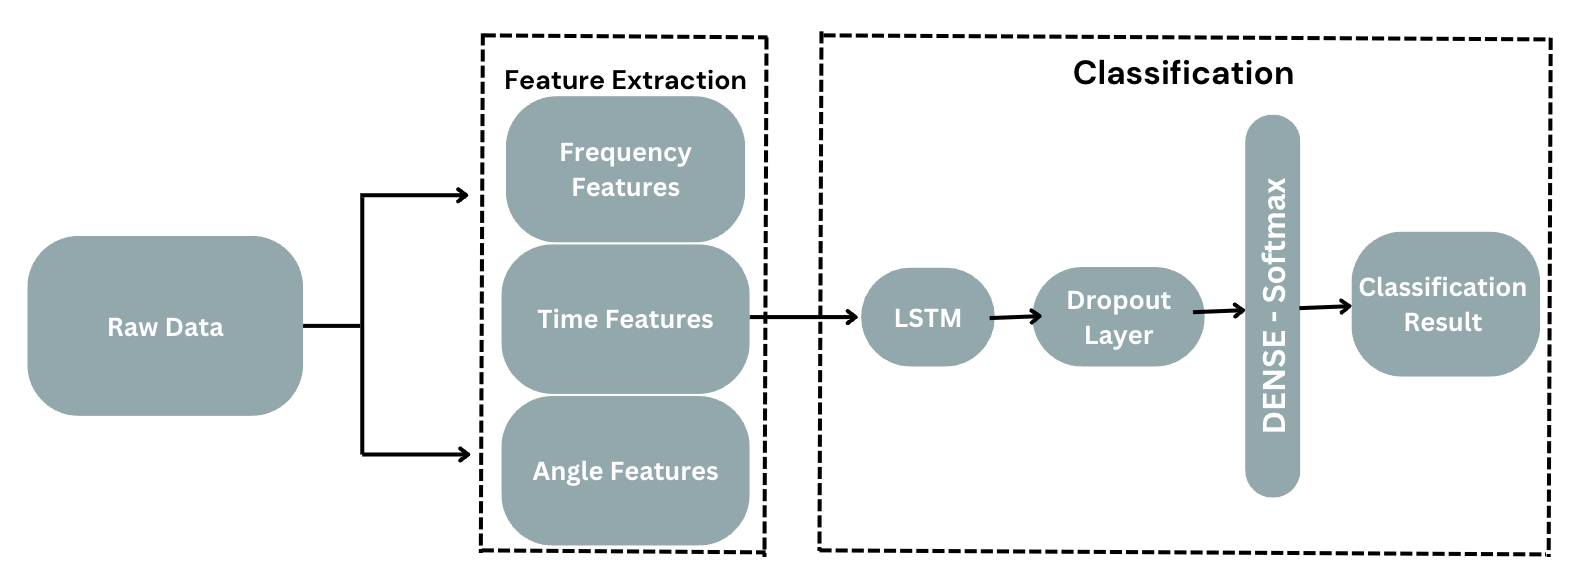 Raw Data
Feature Extraction
Frequency
Features
Time Features
Angle Features
Classification
LSTM
Dropout
Layer
DENSE - Softmax
Classification
Result